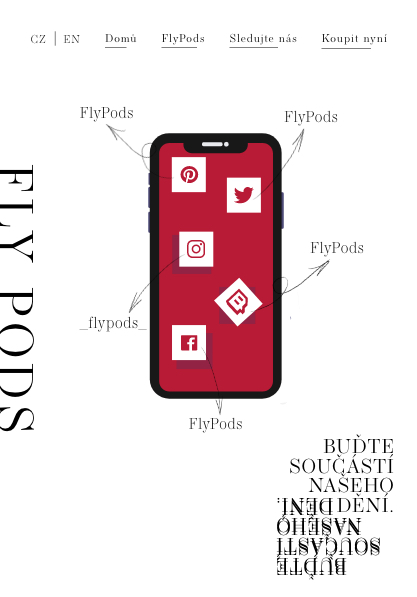 CZ | EN Domů FlyPods Sledujte nás Koupit nyní
FlyPods
FlyPods
FlyPods
_flypods_
FlyPods
FLY PODS
BUĎTE
SOUČÁSTÍ
NAŠEHO
DĚNÍ.
BUĎTE
SOUČÁSTÍ
NAŠEHO
DĚNÍ.